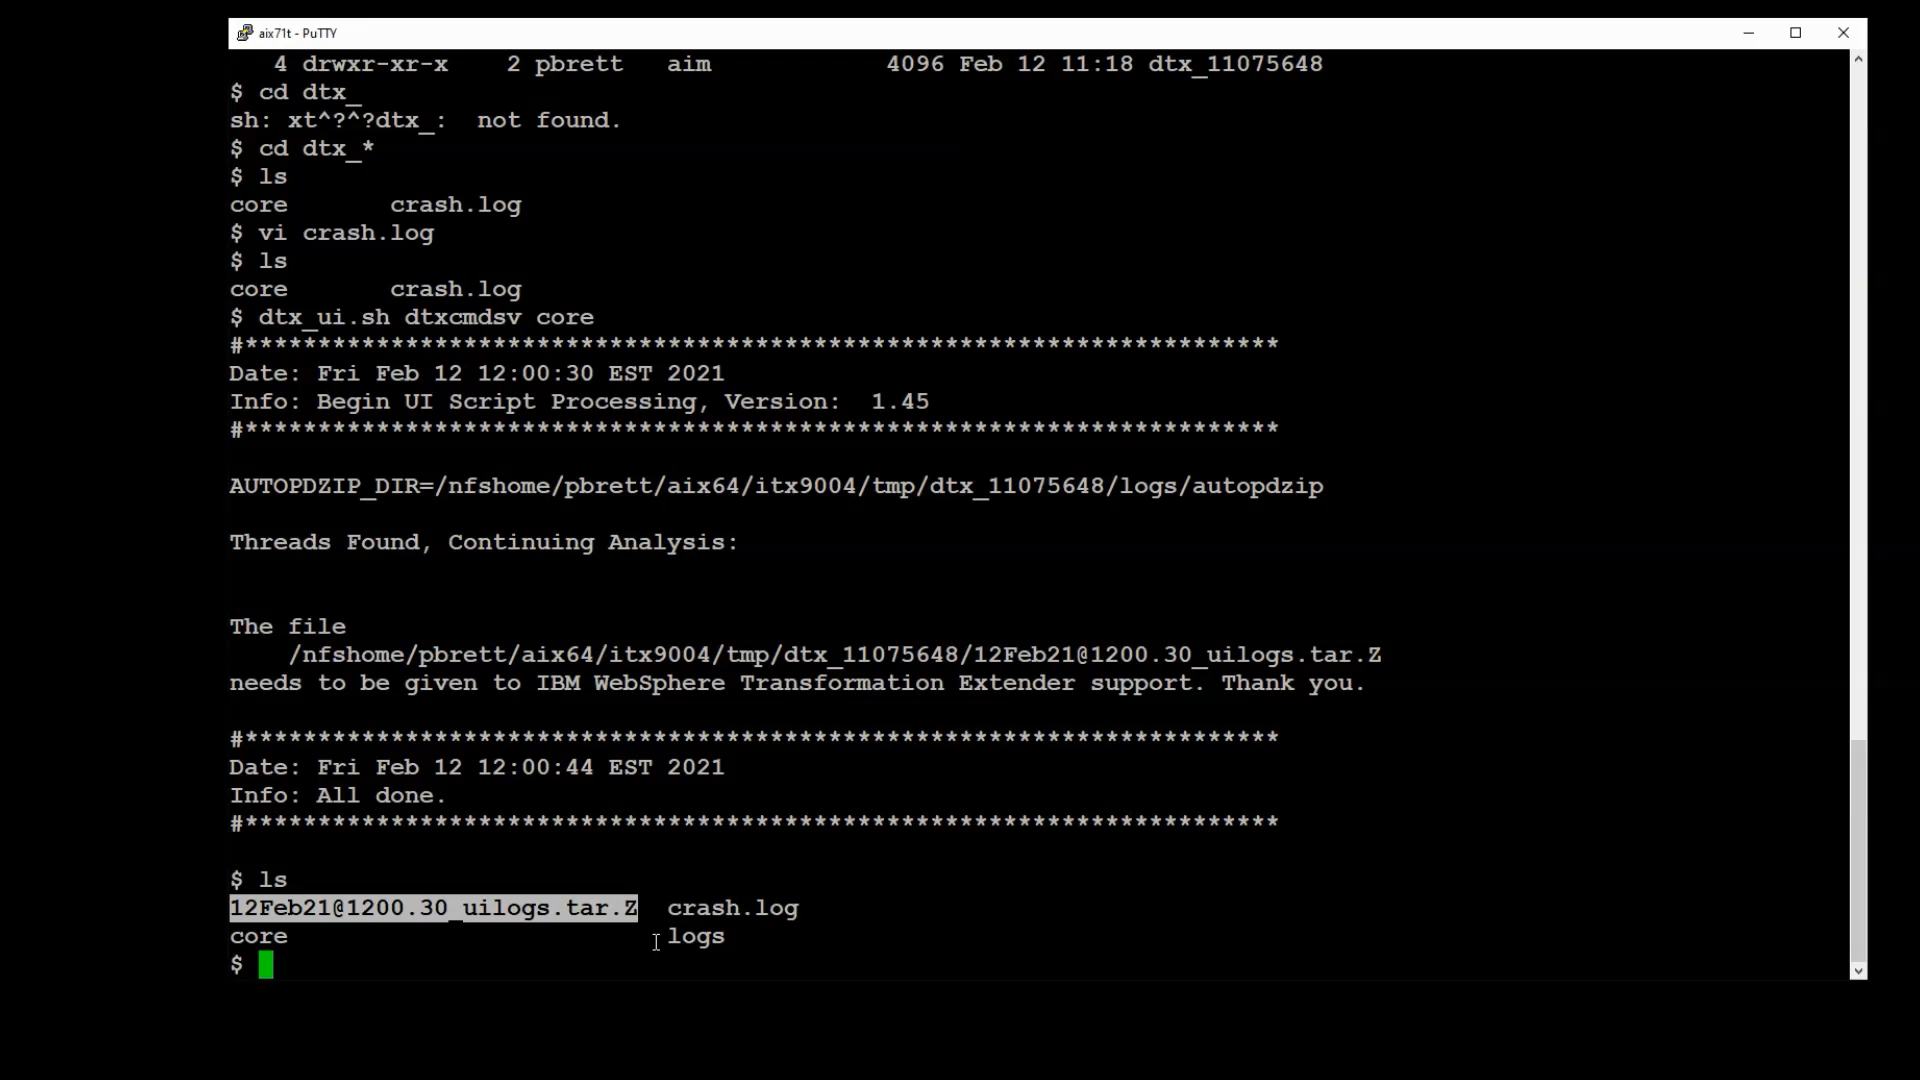 aix71t - PuTTY
4 drwxr-xr-x    2 pbrett   aim            4096 Feb 12 11:18 dtx_11075648
$ cd dtx_
sh: xt^?^?dtx_:  not found.
$ cd dtx_*
$ ls
core       crash.log
$ vi crash.log
$ ls
core       crash.log
$ dtx_ui.sh dtxcmdsv core
#***********************************************************************
Date: Fri Feb 12 12:00:30 EST 2021
Info: Begin UI Script Processing, Version:  1.45
#***********************************************************************
AUTOPDZIP_DIR=/nfshome/pbrett/aix64/itx9004/tmp/dtx_11075648/logs/autopdzip
Threads Found, Continuing Analysis:
The file
/nfshome/pbrett/aix64/itx9004/tmp/dtx_11075648/12Feb21@1200.30_uilogs.tar.Z
needs to be given to IBM WebSphere Transformation Extender support. Thank you.
#***********************************************************************
Date: Fri Feb 12 12:00:44 EST 2021
Info: All done.
#***********************************************************************
$ ls
12Feb21@1200.30_uilogs.tar.Z  crash.log
core                          logs
$